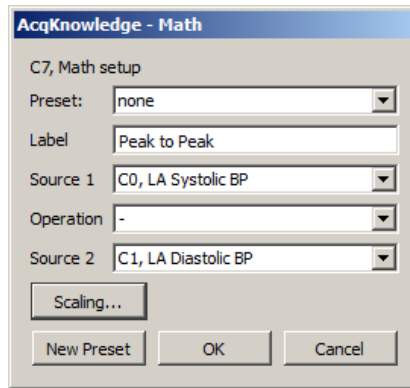 AcqKnowledge - Math
C7, Math setup
Preset: none
Label Peak to Peak
Source 1 C0, LA Systolic BP
Operation -
Source 2 C1, LA Diastolic BP
Scaling...
New Preset OK Cancel